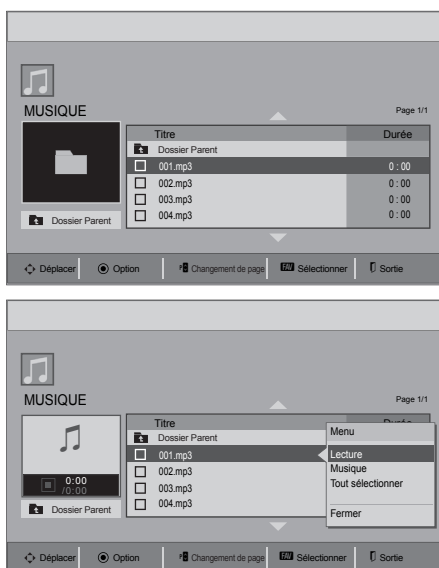 MUSIQUE
Page 1/1
Titre Durée
Dossier Parent
001.mp3 0 : 00
002.mp3 0 : 00
003.mp3 0 : 00
004.mp3 0 : 00
Dossier Parent
Déplacer Option P Changement de page FAV Sélectionner Sortie
MUSIQUE
Page 1/1
Titre Durée
Dossier Parent
001.mp3
002.mp3
003.mp3
004.mp3
Menu
Lecture
Musique
Tout sélectionner
Fermer
0:00
/0:00
Dossier Parent
Déplacer Option P Changement de page FAV Sélectionner Sortie